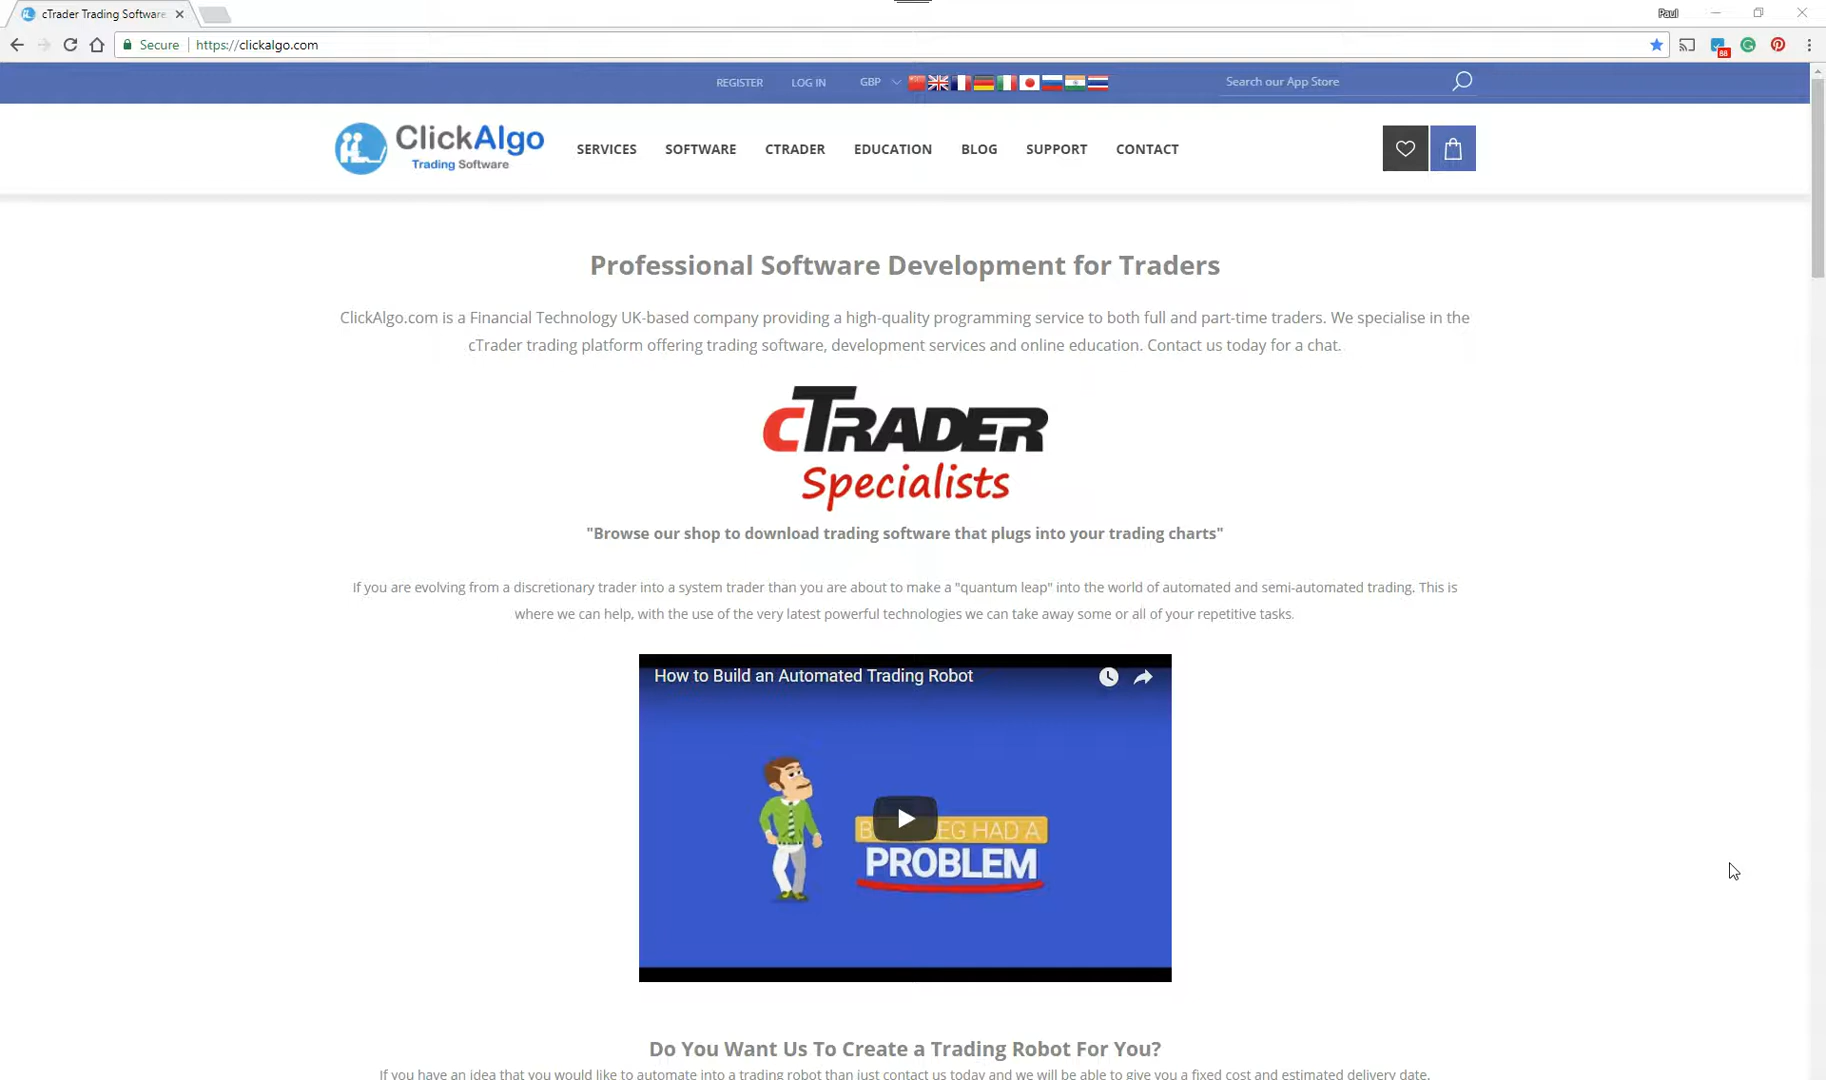 cTrader Trading Software
Paul
Secure
https://clickalgo.com
88
REGISTER
LOG IN
GBP
Search our App Store
ClickAlgo
Trading Software
SERVICES
SOFTWARE
CTRADER
EDUCATION
BLOG
SUPPORT
CONTACT
Professional Software Development for Traders
ClickAlgo.com is a Financial Technology UK-based company providing a high-quality programming service to both full and part-time traders. We specialise in the
cTrader trading platform offering trading software, development services and online education. Contact us today for a chat.
cTRADER
Specialists
"Browse our shop to download trading software that plugs into your trading charts"
If you are evolving from a discretionary trader into a system trader than you are about to make a "quantum leap" into the world of automated and semi-automated trading. This is
where we can help, with the use of the very latest powerful technologies we can take away some or all of your repetitive tasks.
How to Build an Automated Trading Robot
HAD A
PROBLEM
Do You Want Us To Create a Trading Robot For You?
If you have an idea that you would like to automate into a trading robot than just contact us today and we will be able to give you a fixed cost and estimated delivery date.